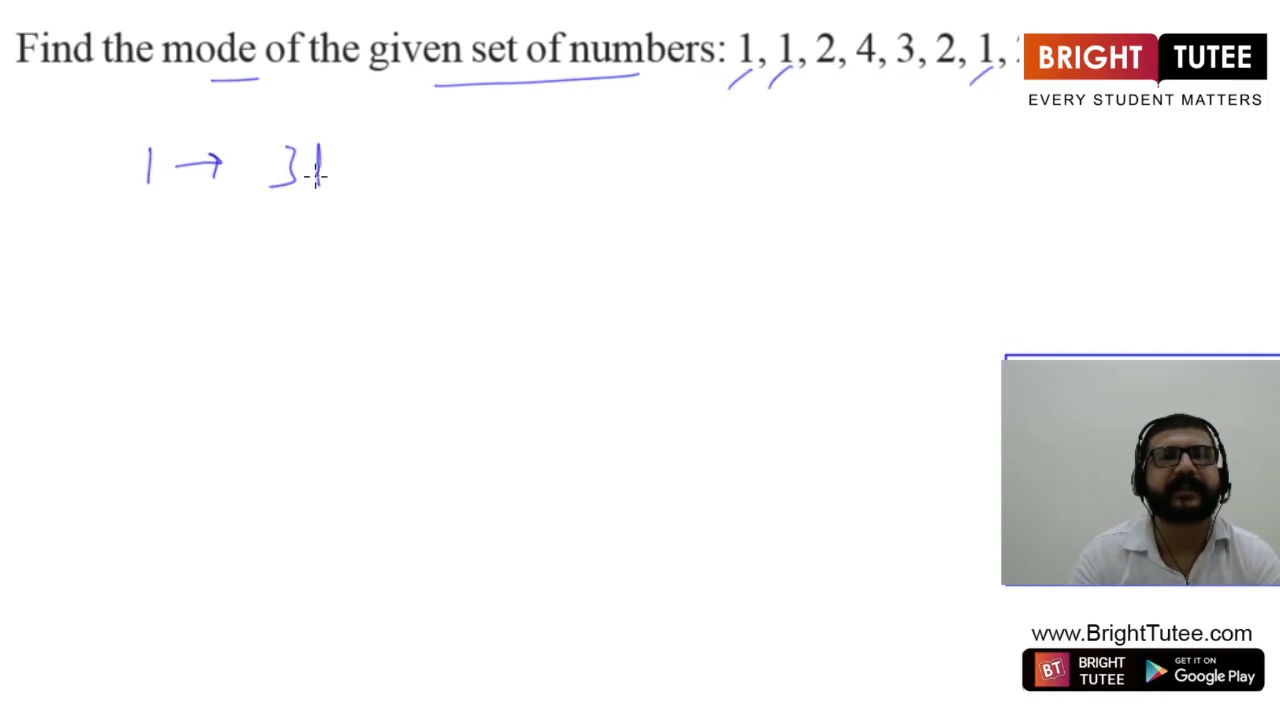 Find the mode of the given set of numbers: 1, 1, 2, 4, 3, 2, 1,
BRIGHT TUTEE
EVERY STUDENT MATTERS
1 → 3
www.BrightTutee.com
BT BRIGHT TUTEE
GET IT ON Google Play